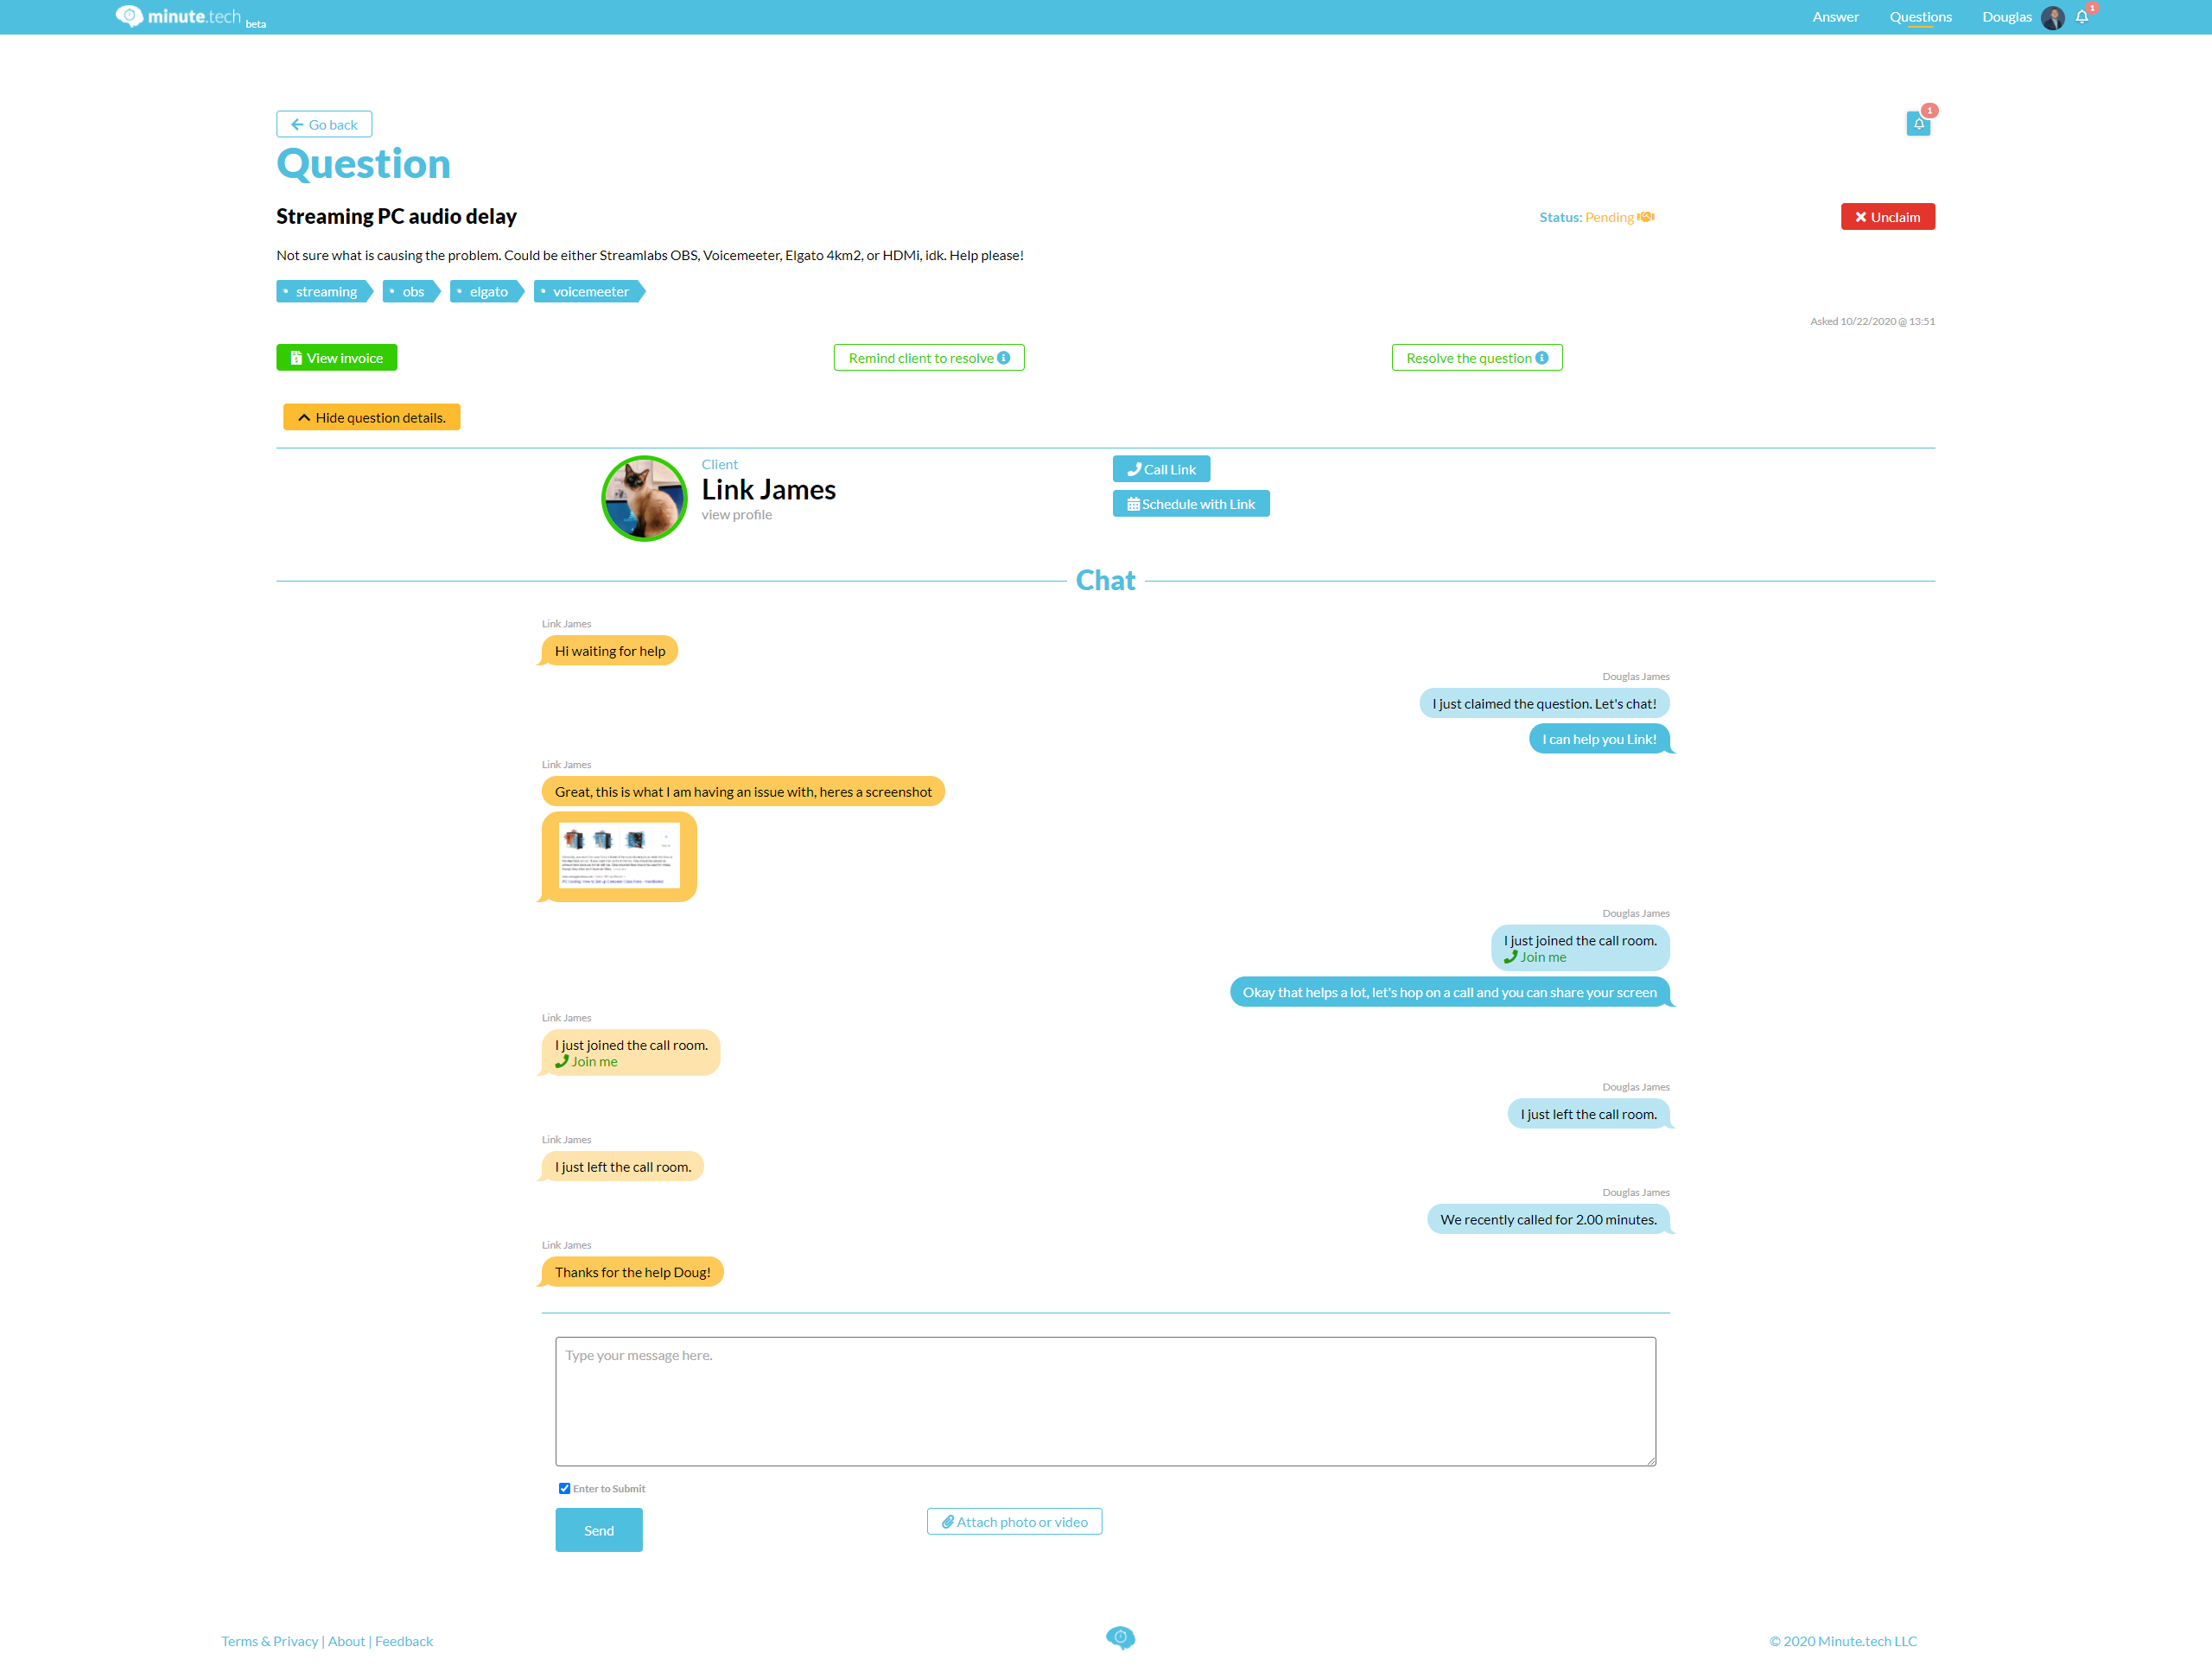 minute.tech beta
Answer Questions Douglas 1
Go back
1
Question
Streaming PC audio delay
Status: Pending
Unclaim
Not sure what is causing the problem. Could be either Streamlabs OBS, Voicemeeter, Elgato 4km2, or HDMi, idk. Help please!
streaming obs elgato voicemeeter
Asked 10/22/2020 @ 13:51
View invoice
Remind client to resolve
Resolve the question
Hide question details.
Client
Link James
view profile
Call Link
Schedule with Link
Chat
Link James
Hi waiting for help
Douglas James
I just claimed the question. Let's chat!
I can help you Link!
Link James
Great, this is what I am having an issue with, heres a screenshot
Douglas James
I just joined the call room.
Join me
Okay that helps a lot, let's hop on a call and you can share your screen
Link James
I just joined the call room.
Join me
Douglas James
I just left the call room.
Link James
I just left the call room.
Douglas James
We recently called for 2.00 minutes.
Link James
Thanks for the help Doug!
Type your message here.
Enter to Submit
Send
Attach photo or video
Terms & Privacy | About | Feedback
© 2020 Minute.tech LLC